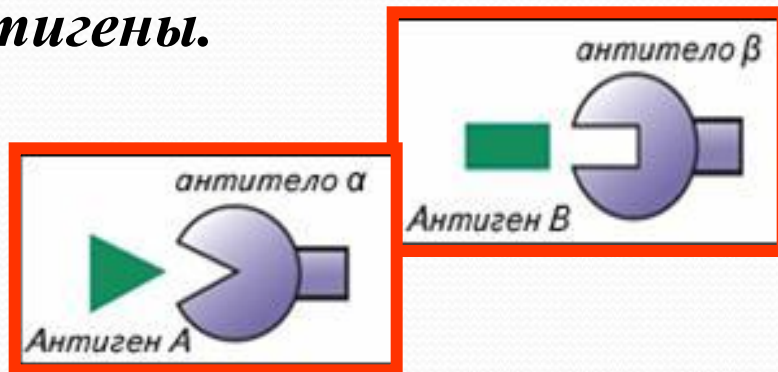 тигены.
антитело β
Антиген B
антитело α
Антиген A